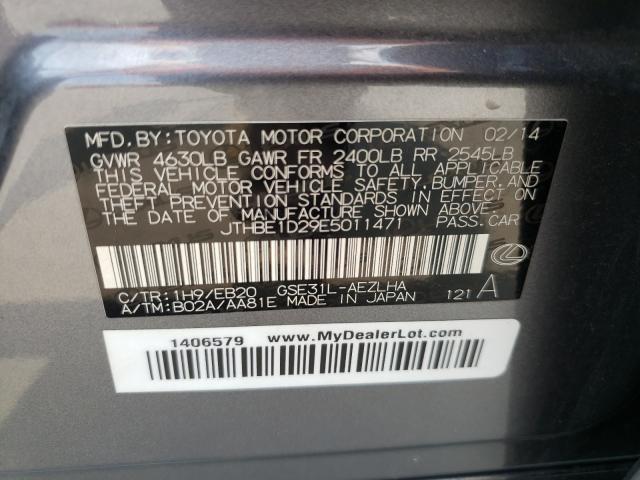 MFD. BY: TOYOTA MOTOR CORPORATION 02/14
GVWR 4630LB GAWR FR 2400LB RR 2545LB
THIS VEHICLE CONFORMS TO ALL APPLICABLE
FEDERAL MOTOR VEHICLE SAFETY, BUMPER, AND
THEFT PREVENTION STANDARDS IN EFFECT ON
THE DATE OF MANUFACTURE SHOWN ABOVE.
JTHBE1D29E5011471 PASS. CAR
C/TR: 1H9/EB20 GSE31L-AEZLHA
A/TM: B02A/AA81E MADE IN JAPAN 121 A
1406579 www.MyDealerLot.com